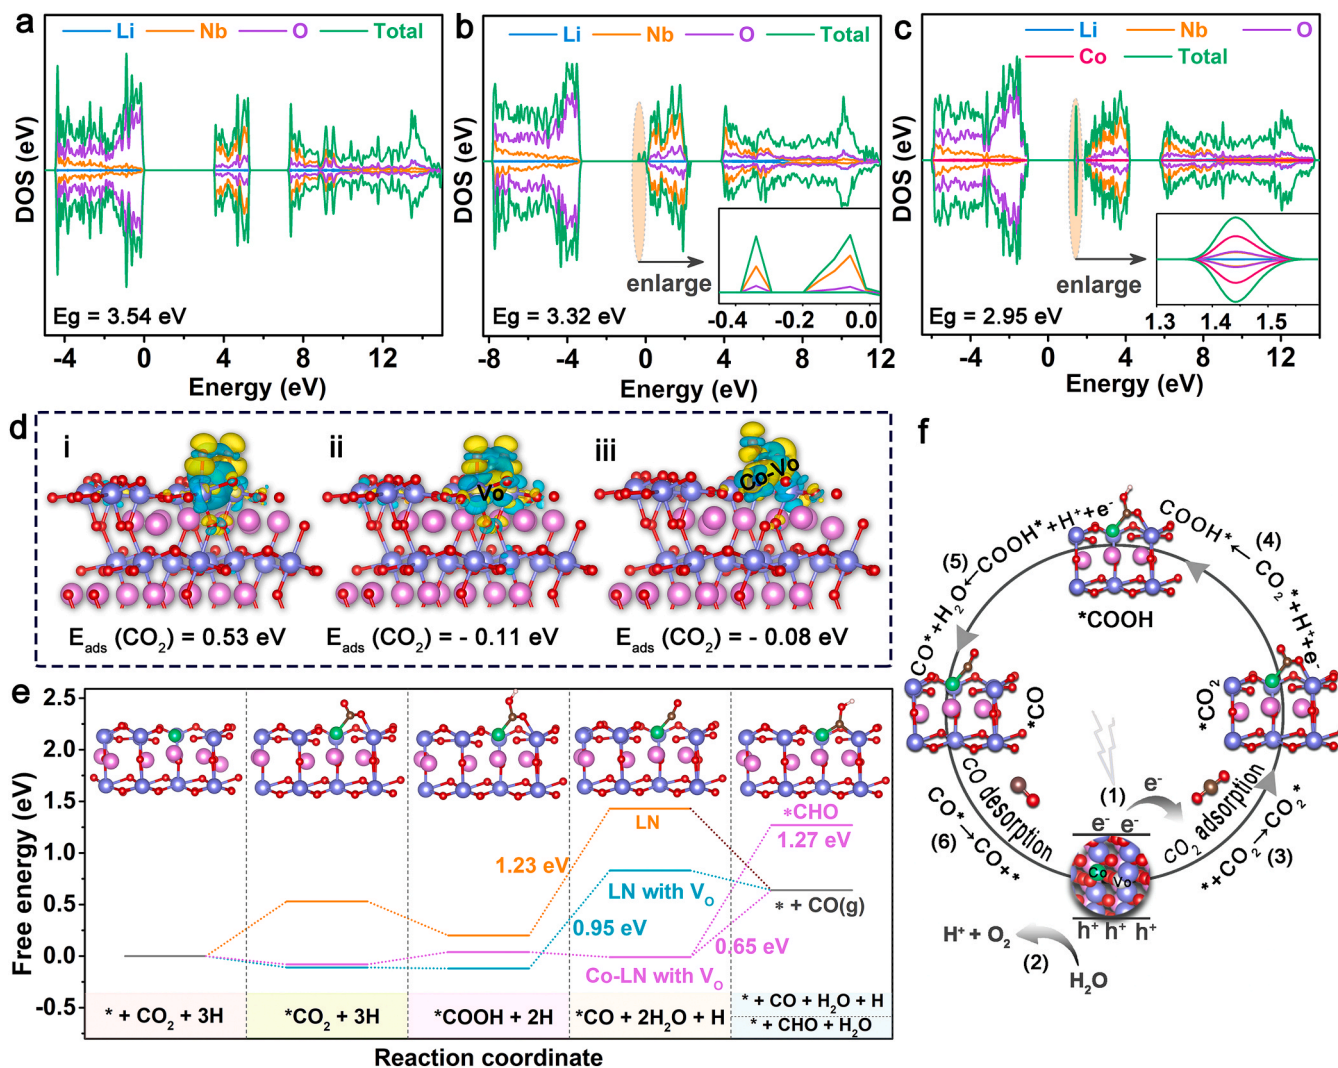 a
Li Nb O Total
DOS (eV)
Eg = 3.54 eV
-4 0 4 8 12
Energy (eV)
b
Li Nb O Total
DOS (eV)
enlarge
-0.4 -0.2 0.0
Eg = 3.32 eV
-8 -4 0 4 8 12
Energy (eV)
c
Li Nb O
Co Total
DOS (eV)
enlarge
1.3 1.4 1.5
Eg = 2.95 eV
-4 0 4 8 12
Energy (eV)
d
i
ii
iii
Vo
Co-Vo
E_ads (CO₂) = 0.53 eV
E_ads (CO₂) = - 0.11 eV
E_ads (CO₂) = - 0.08 eV
e
Free energy (eV)
2.5
2.0
1.5
1.0
0.5
0.0
-0.5
LN
1.23 eV
LN with V_O
0.95 eV
Co-LN with V_O
0.65 eV
*CHO
1.27 eV
* + CO(g)
* + CO₂ + 3H
*CO₂ + 3H
*COOH + 2H
*CO + 2H₂O + H
* + CO + H₂O + H
* + CHO + H₂O
Reaction coordinate
f
(1)
e⁻
e⁻ e⁻
Co Vo
h⁺ h⁺ h⁺
(2)
H₂O
H⁺ + O₂
(3)
*+CO₂→CO₂*
CO₂ adsorption
*CO₂
(4)
COOH*←CO₂*+H⁺+e⁻
*COOH
(5)
CO*+H₂O←COOH*+H⁺+e⁻
*CO
CO desorption
(6)
CO*→CO+*